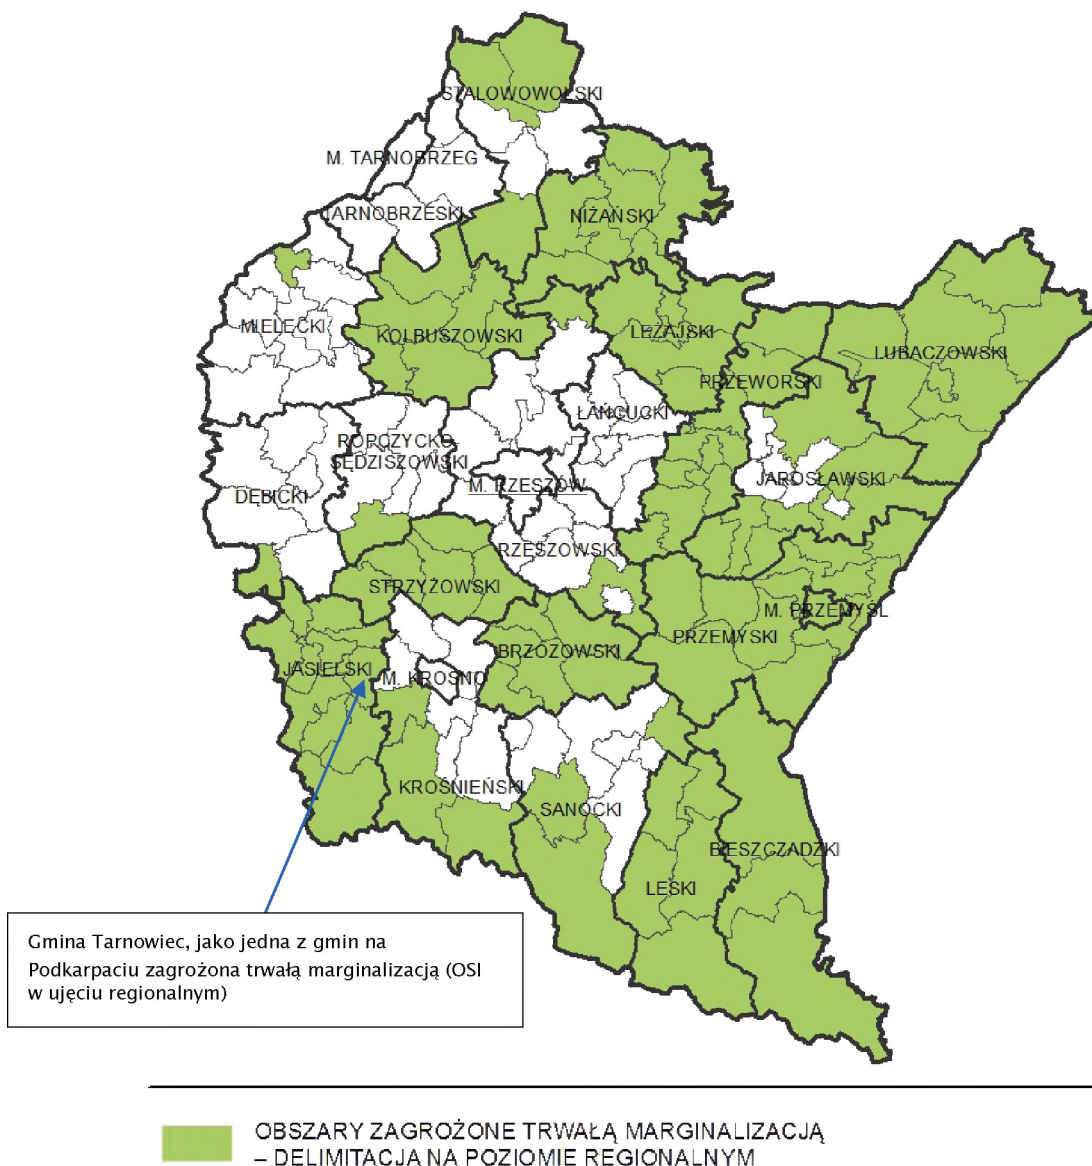 STALOWOWOLSKI
M. TARNOBRZEG
TARNOBRZESKI
NIŻAŃSKI
MIELECKI
KOLBUSZOWSKI
LEŻAJSKI
LUBACZOWSKI
PRZEWORSKI
ŁAŃCUCKI
ROPCZYCKO
SĘDZISZOWSKI
M. RZESZÓW
JAROSŁAWSKI
DĘBICKI
RZESZOWSKI
STRZYŻOWSKI
M. PRZEMYŚL
PRZEMYSKI
BRZOZOWSKI
JASIELSKI
M. KROSNO
KROŚNIEŃSKI
SANOCKI
BIESZCZADZKI
LESKI
Gmina Tarnowiec, jako jedna z gmin na
Podkarpaciu zagrożona trwałą marginalizacją (OSI
w ujęciu regionalnym)
OBSZARY ZAGROŻONE TRWAŁĄ MARGINALIZACJĄ
– DELIMITACJA NA POZIOMIE REGIONALNYM